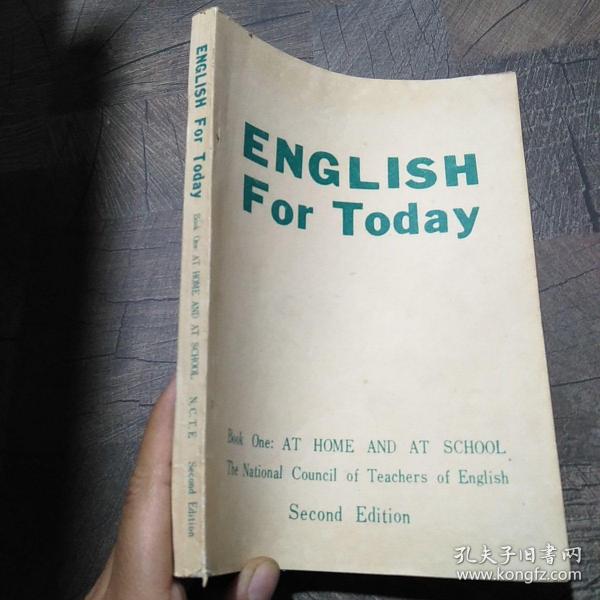 ENGLISH For Today Book One: AT HOME AND AT SCHOOL N.C.T.E Second Edition
ENGLISH
For Today
Book One: AT HOME AND AT SCHOOL
The National Council of Teachers of English
Second Edition
孔夫子旧书网
www.kongfz.com